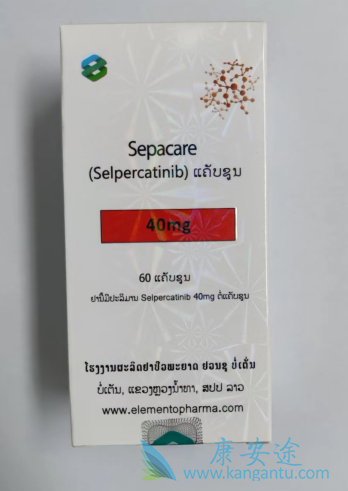 Sepacare
(Selpercatinib) ແຄັບຊູນ
40mg
60 ແຄັບຊູນ
ຢານີ້ມີປະລິມານ Selpercatinib 40mg ຕໍ່ແຄັບຊູນ
ໂຮງງານຜະລິດຢາປົວພະຍາດ ຢອນຊູ ບໍ່ເຕັ່ນ
ບໍ່ເຕັນ, ແຂວງຫຼວງນ້ຳທາ, ສປປ ລາວ
www.elementopharma.com
康安途
www.kangantu.com